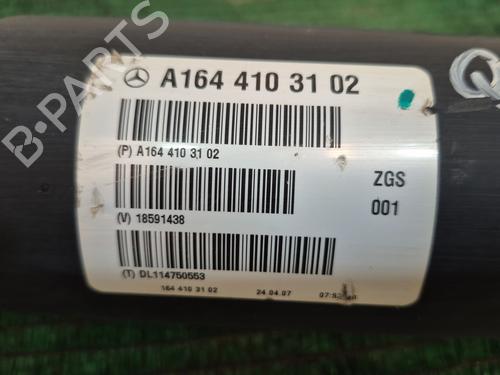 A164 410 31 02
(P) A164 410 31 02
ZGS
001
(V) 18591438
(T) DL114750553
164 410 31 02 24.04.07
B-PARTS